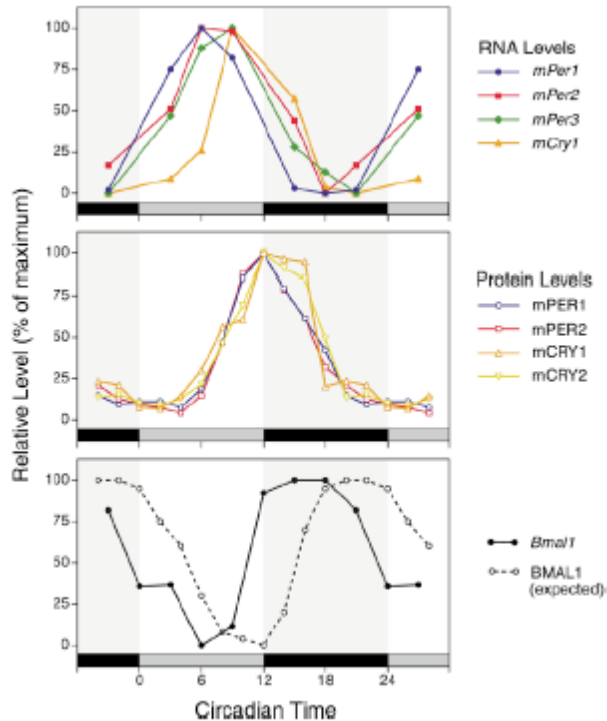 100
75
50
25
0
RNA Levels
mPer1
mPer2
mPer3
mCry1
Relative Level (% of maximum)
100
75
50
25
0
Protein Levels
mPER1
mPER2
mCRY1
mCRY2
100
75
50
25
0
Bmal1
BMAL1
(expected)
0 6 12 18 24
Circadian Time